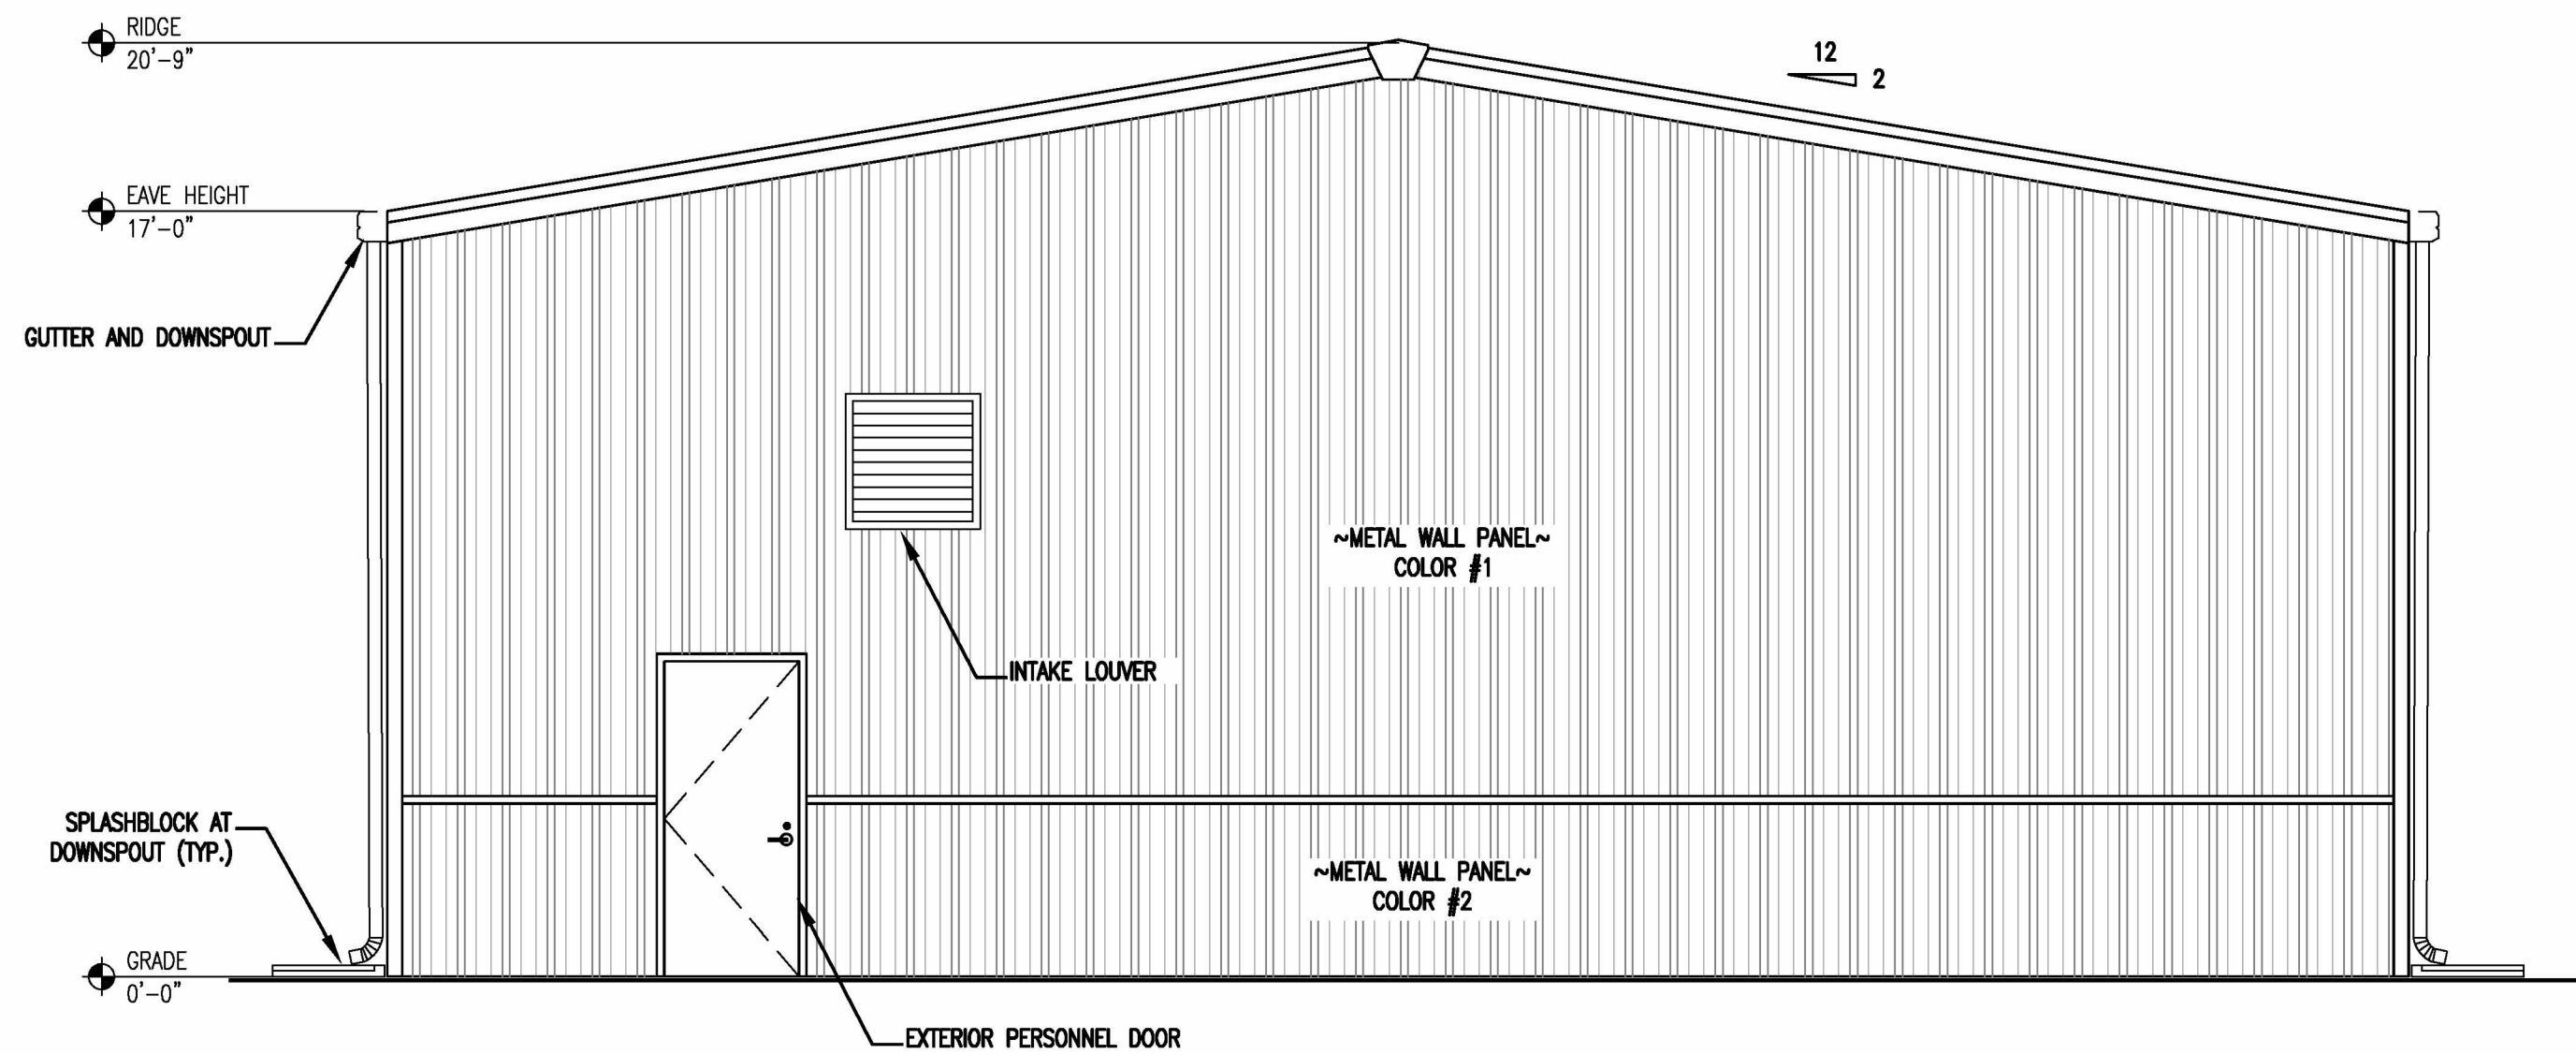 RIDGE
20'-9"
12
2
EAVE HEIGHT
17'-0"
GUTTER AND DOWNSPOUT
~METAL WALL PANEL~
COLOR #1
INTAKE LOUVER
SPLASHBLOCK AT
DOWNSPOUT (TYP.)
~METAL WALL PANEL~
COLOR #2
GRADE
0'-0"
EXTERIOR PERSONNEL DOOR